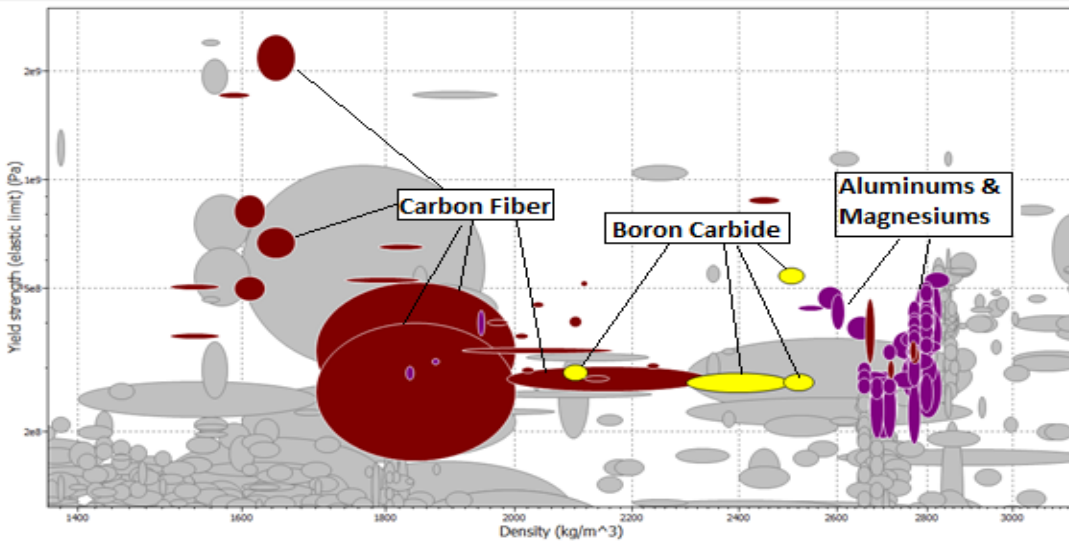 Yield strength (elastic limit) (Pa)
2e9
1e9
5e8
2e8
Carbon Fiber
Boron Carbide
Aluminums &
Magnesiums
1400
1600
1800
2000
2200
2400
2600
2800
3000
Density (kg/m^3)